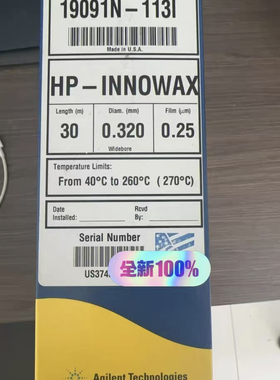 19091N-113I
Made in U.S.A.
HP-INNOWAX
Length (m)
Diam. (mm)
Film (µm)
30
0.320
0.25
Widebore
Temperature Limits:
From 40°C to 260°C (270°C)
Date
Installed:
Rcvd
By:
Serial Number
全新100%
Agilent Technologies